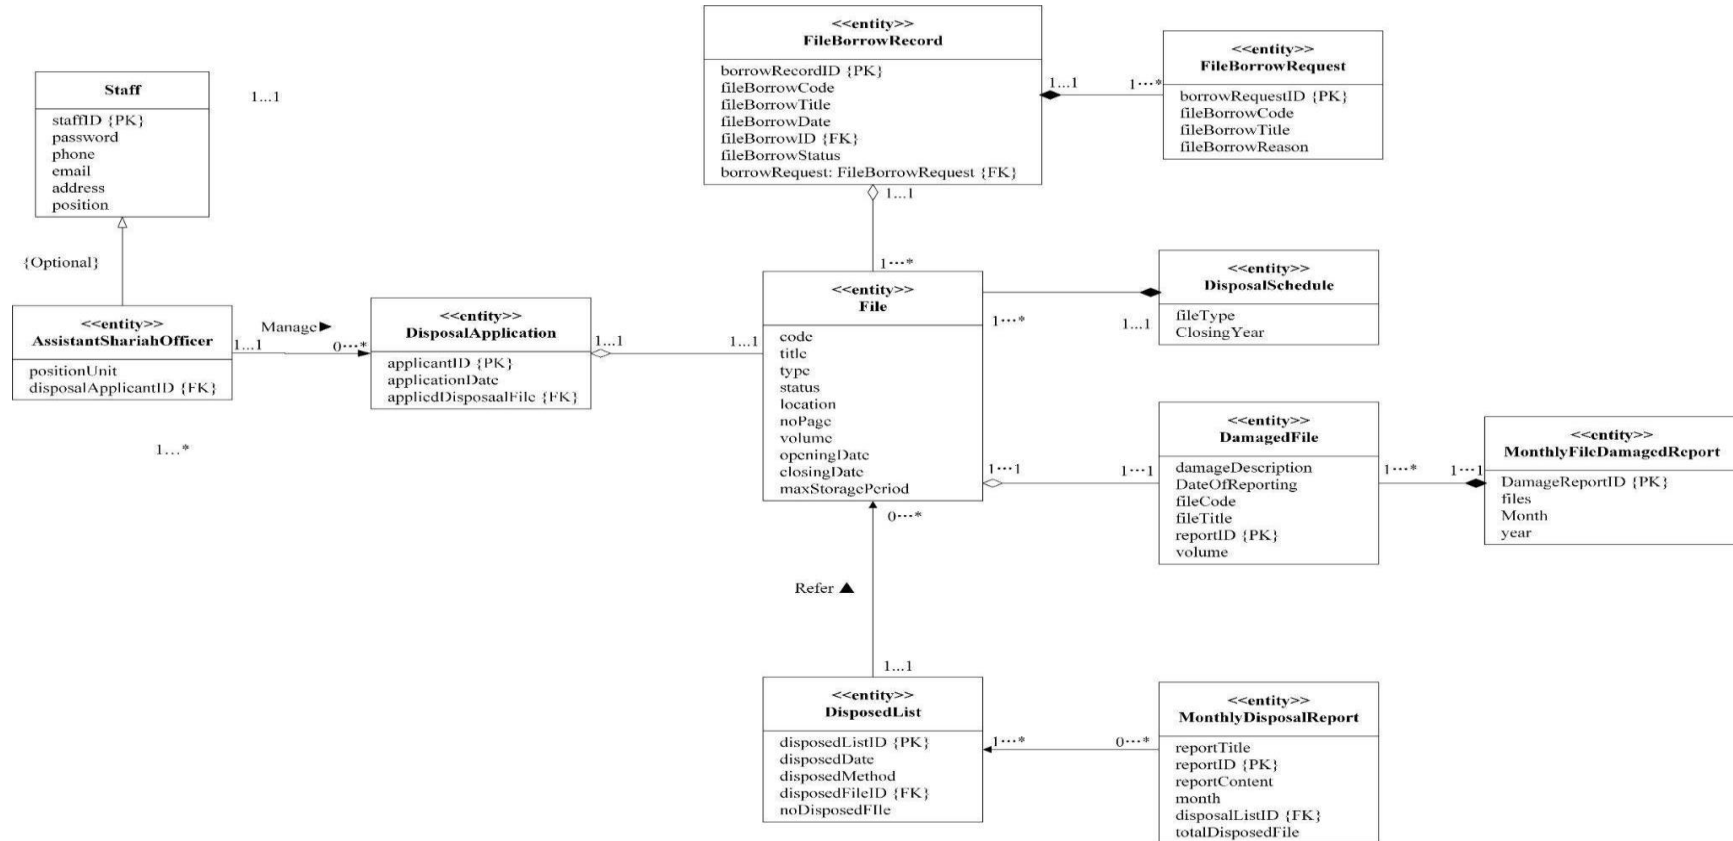 <<entity>>
FileBorrowRecord
borrowRecordID {PK}
fileBorrowCode
fileBorrowTitle
fileBorrowDate
fileBorrowID {FK}
fileBorrowStatus
borrowRequest: FileBorrowRequest {FK}
1...1
1···*
<<entity>>
FileBorrowRequest
borrowRequestID {PK}
fileBorrowCode
fileBorrowTitle
fileBorrowReason
Staff
staffID {PK}
password
phone
email
address
position
1...1
{Optional}
1...1
1···*
<<entity>>
AssistantShariahOfficer
positionUnit
disposalApplicantID {FK}
1...*
Manage►
1...1
0···*
<<entity>>
DisposalApplication
applicantID {PK}
applicationDate
appliedDisposaalFile {FK}
1...1
1...1
<<entity>>
File
code
title
type
status
location
noPage
volume
openingDate
closingDate
maxStoragePeriod
1···*
1...1
<<entity>>
DisposalSchedule
fileType
ClosingYear
1···1
1···1
<<entity>>
DamagedFile
damageDescription
DateOfReporting
fileCode
fileTitle
reportID {PK}
volume
1···*
1···1
<<entity>>
MonthlyFileDamagedReport
DamageReportID {PK}
files
Month
year
0···*
Refer ▲
1...1
<<entity>>
DisposedList
disposedListID {PK}
disposedDate
disposedMethod
disposedFileID {FK}
noDisposedFIle
1···*
0···*
<<entity>>
MonthlyDisposalReport
reportTitle
reportID {PK}
reportContent
month
disposalListID {FK}
totalDisposedFile